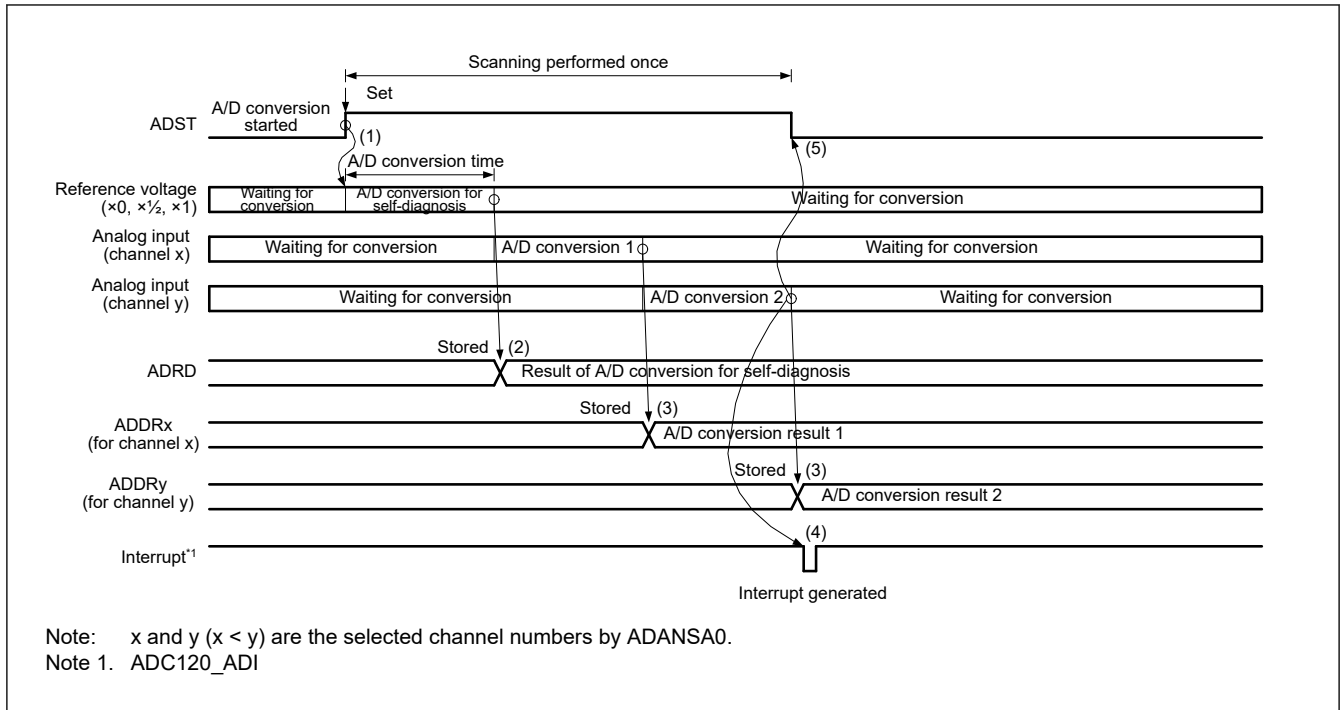 Scanning performed once
Set
A/D conversion
started
ADST
(1)
(5)
A/D conversion time
Reference voltage
(×0, ×½, ×1)
Waiting for
conversion
A/D conversion for
self-diagnosis
Waiting for conversion
Analog input
(channel x)
Waiting for conversion
A/D conversion 1
Waiting for conversion
Analog input
(channel y)
Waiting for conversion
A/D conversion 2
Waiting for conversion
Stored (2)
ADRD
Result of A/D conversion for self-diagnosis
Stored (3)
ADDRx
(for channel x)
A/D conversion result 1
Stored (3)
ADDRy
(for channel y)
A/D conversion result 2
(4)
Interrupt*1
Interrupt generated
Note: x and y (x < y) are the selected channel numbers by ADANSA0.
Note 1. ADC120_ADI